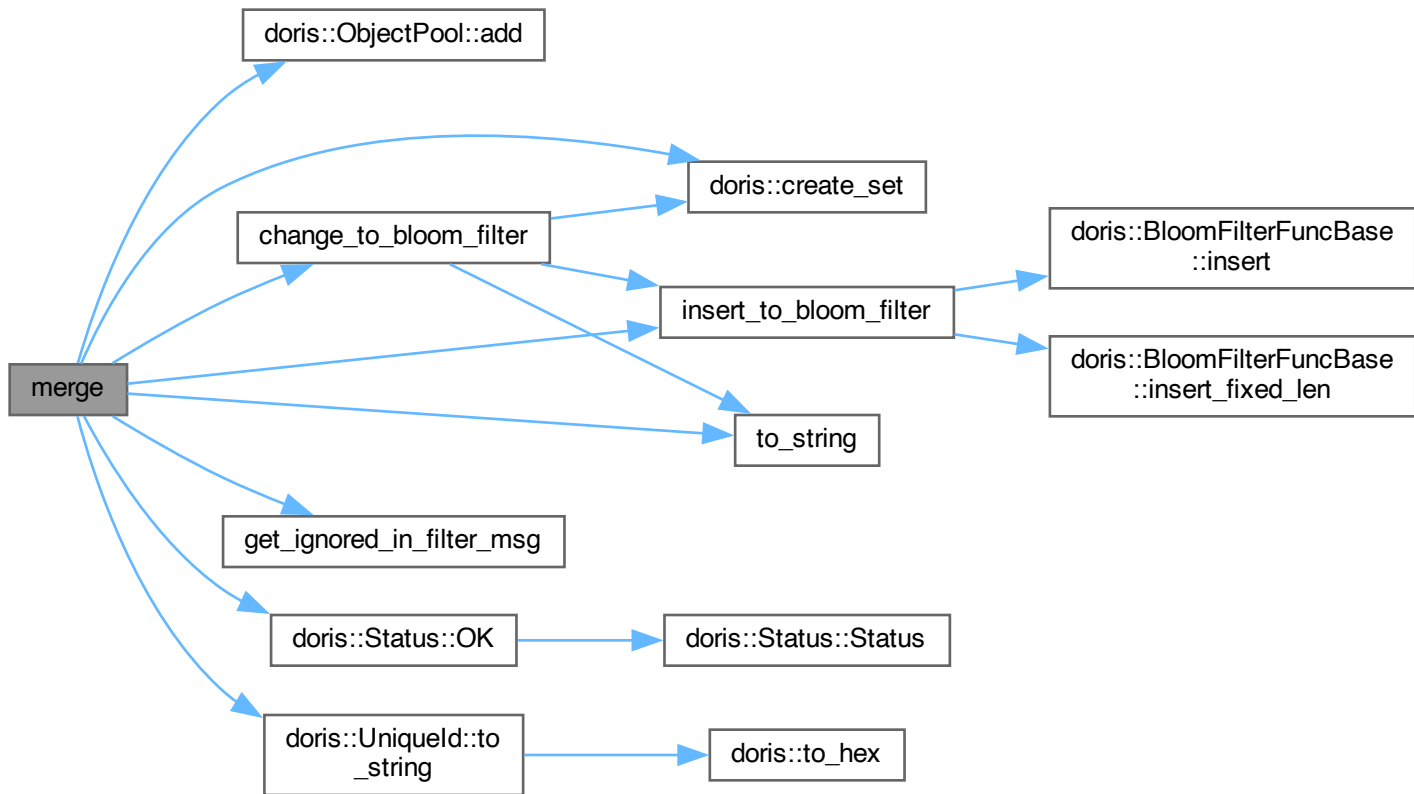 doris::ObjectPool::add
doris::create_set
change_to_bloom_filter
doris::BloomFilterFuncBase
::insert
insert_to_bloom_filter
doris::BloomFilterFuncBase
::insert_fixed_len
merge
to_string
get_ignored_in_filter_msg
doris::Status::OK
doris::Status::Status
doris::UniqueId::to
_string
doris::to_hex